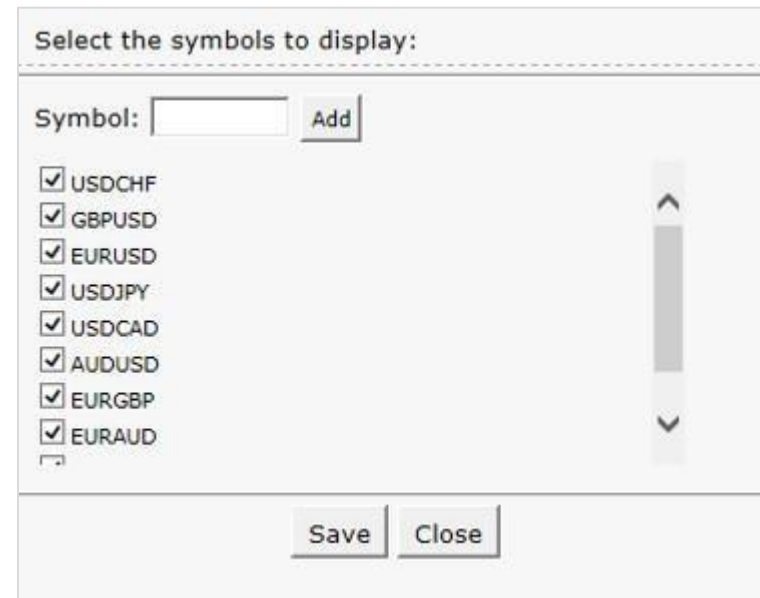 Select the symbols to display:
Symbol: Add
USDCHF
GBPUSD
EURUSD
USDJPY
USDCAD
AUDUSD
EURGBP
EURAUD
Save Close